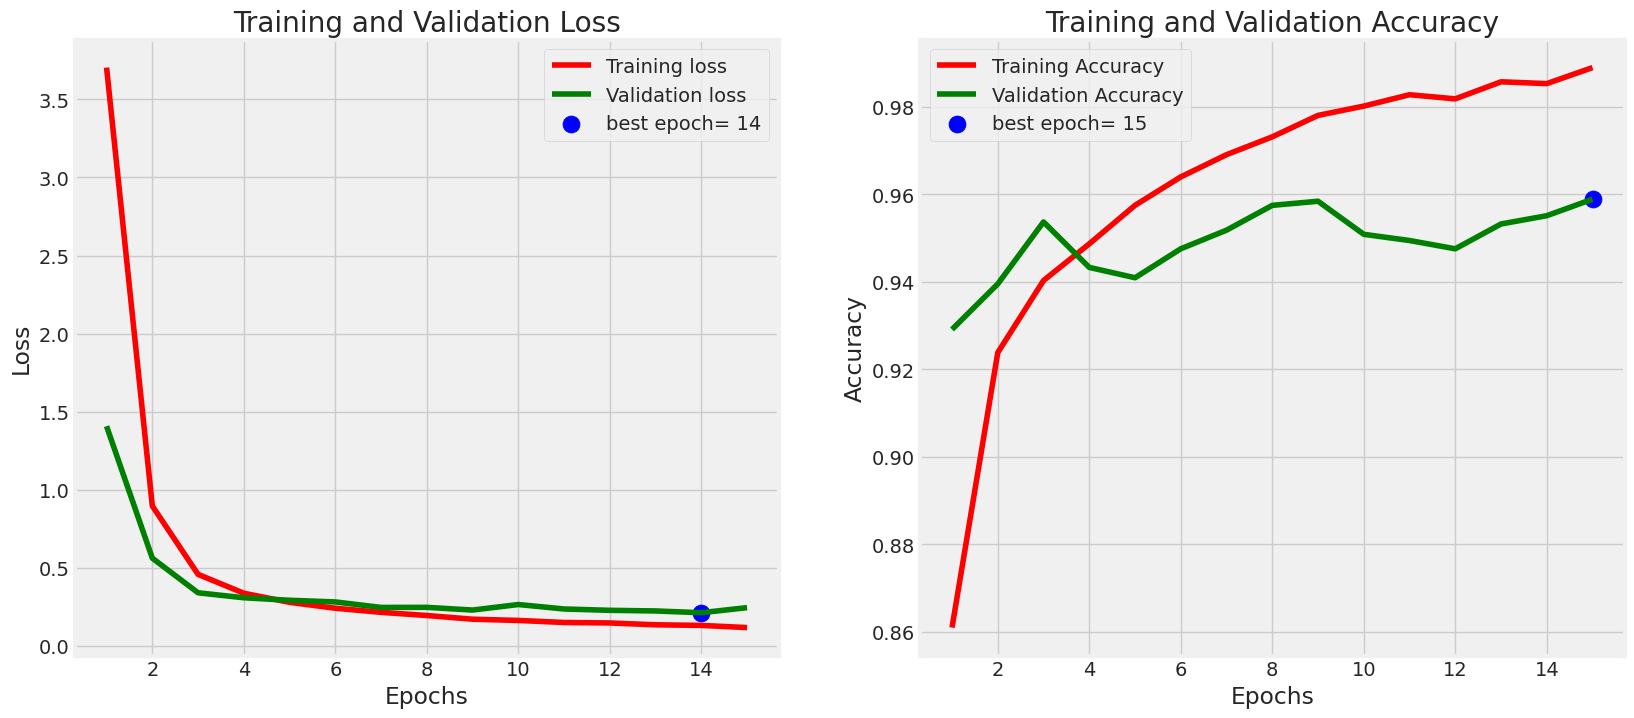 Training and Validation Loss
Training loss
Validation loss
best epoch= 14
3.5
3.0
2.5
2.0
1.5
1.0
0.5
0.0
Loss
2 4 6 8 10 12 14
Epochs
Training and Validation Accuracy
Training Accuracy
Validation Accuracy
best epoch= 15
0.98
0.96
0.94
0.92
0.90
0.88
0.86
Accuracy
2 4 6 8 10 12 14
Epochs